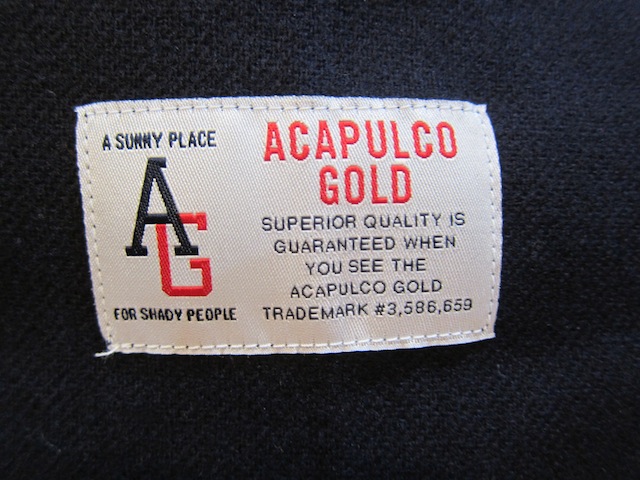 A SUNNY PLACE
AG
FOR SHADY PEOPLE
ACAPULCO
GOLD
SUPERIOR QUALITY IS
GUARANTEED WHEN
YOU SEE THE
ACAPULCO GOLD
TRADEMARK #3,586,659